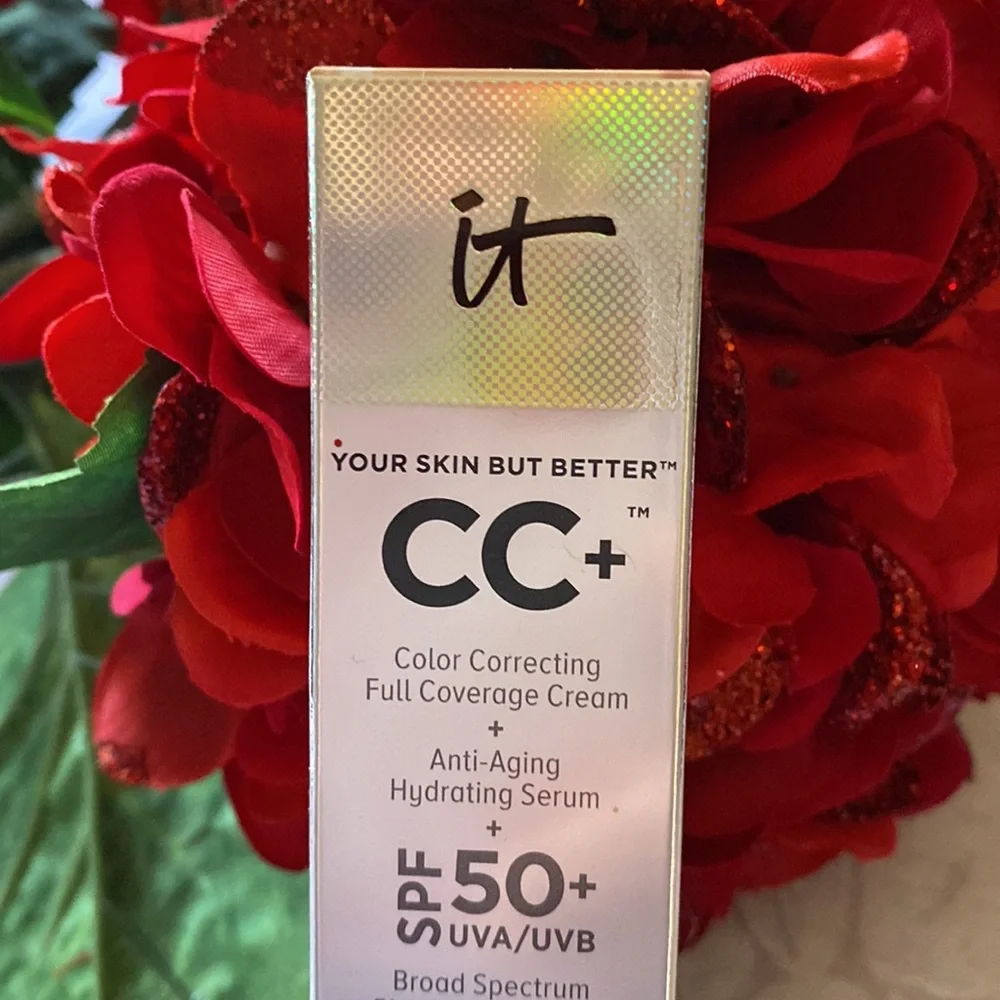 it
YOUR SKIN BUT BETTER™
CC+™
Color Correcting
Full Coverage Cream
+
Anti-Aging
Hydrating Serum
+
SPF 50+
UVA/UVB
Broad Spectrum